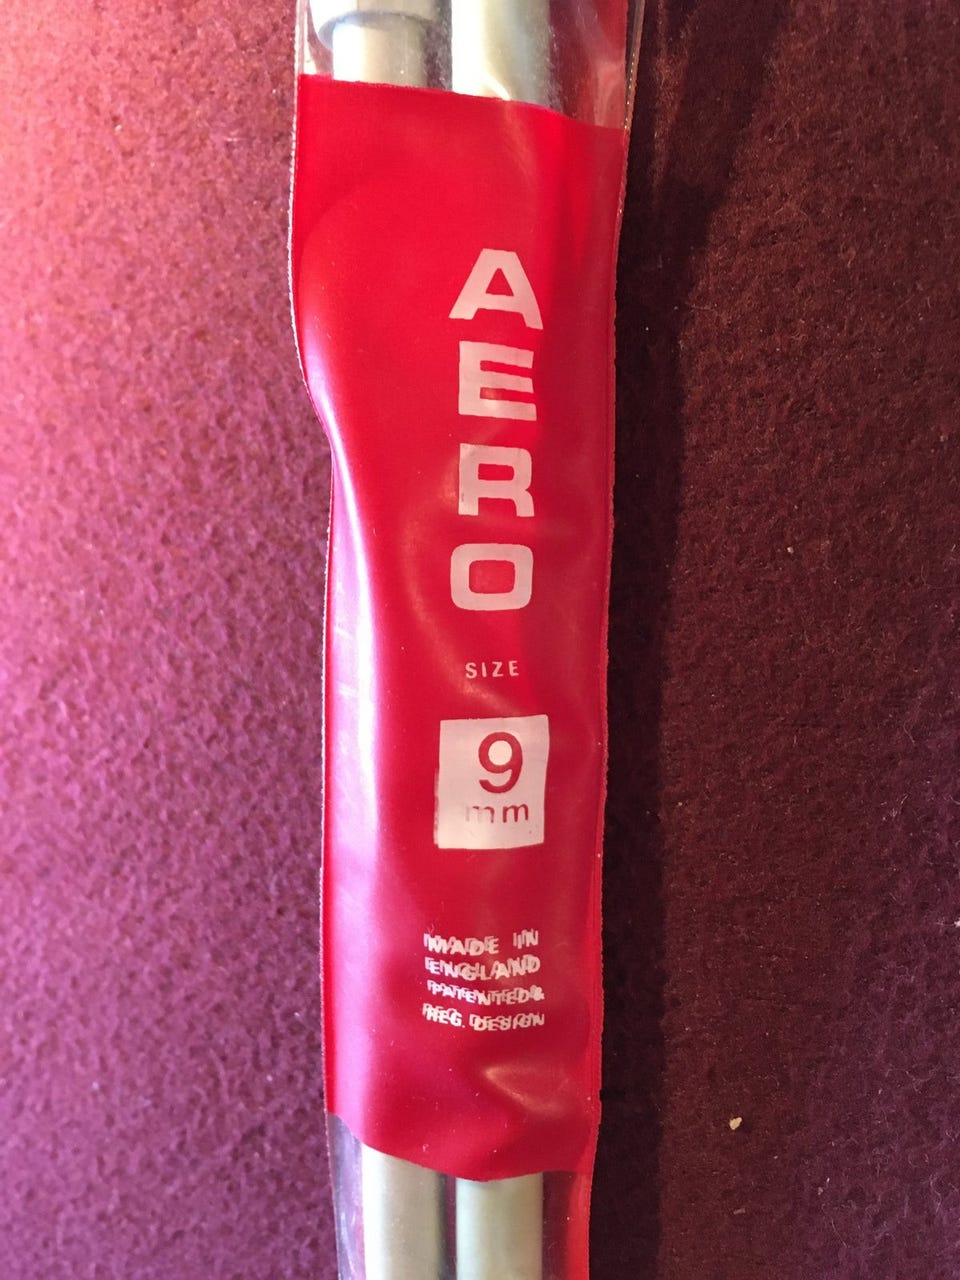 AERO
SIZE
9
mm
MADE IN
ENGLAND
PATENTED &
REG. DESIGN